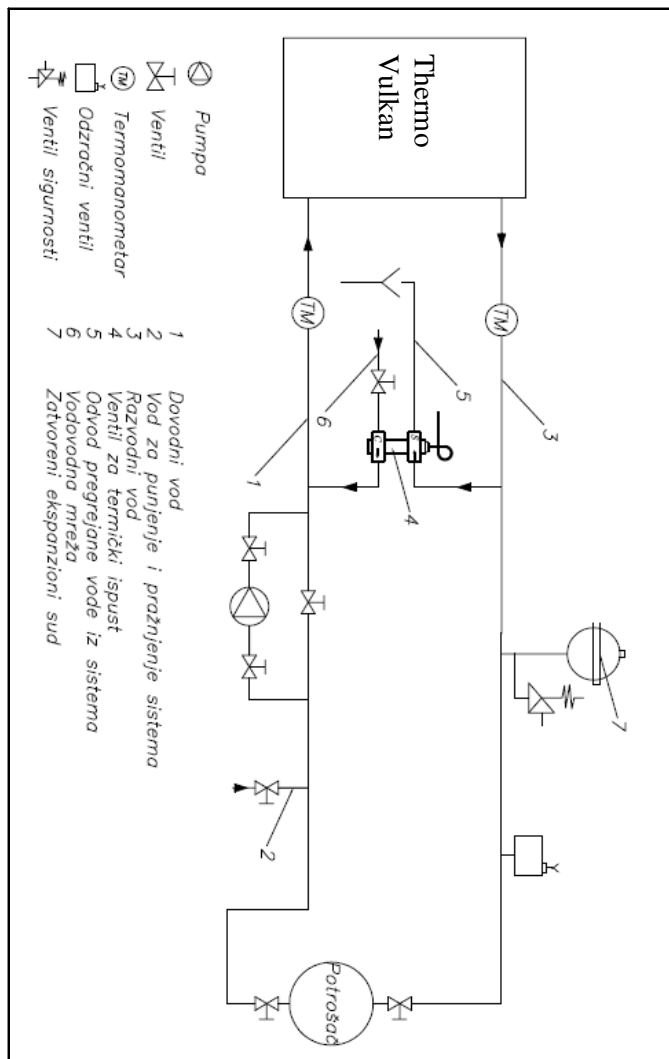 Thermo
Vulkan
TM
TM
1
2
3
4
5
6
7
C
S
Potrošač
Pumpa
Ventil
TM Termomanometar
Odzračni ventil
Ventil sigurnosti
1 Dovodni vod
2 Vod za punjenje i pražnjenje sistema
3 Razvodni vod
4 Ventil za termički ispust
5 Odvod pregrejane vode iz sistema
6 Vodovodna mreža
7 Zatvoreni ekspanzioni sud